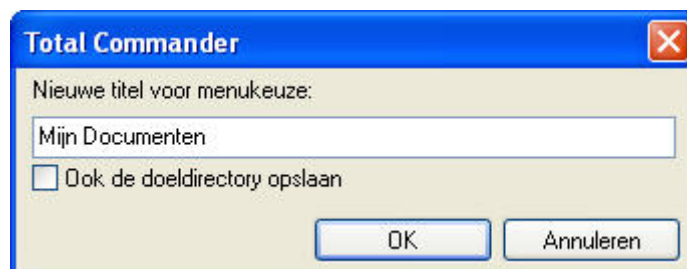 Total Commander
Nieuwe titel voor menukeuze:
Mijn Documenten
Ook de doeldirectory opslaan
OK
Annuleren